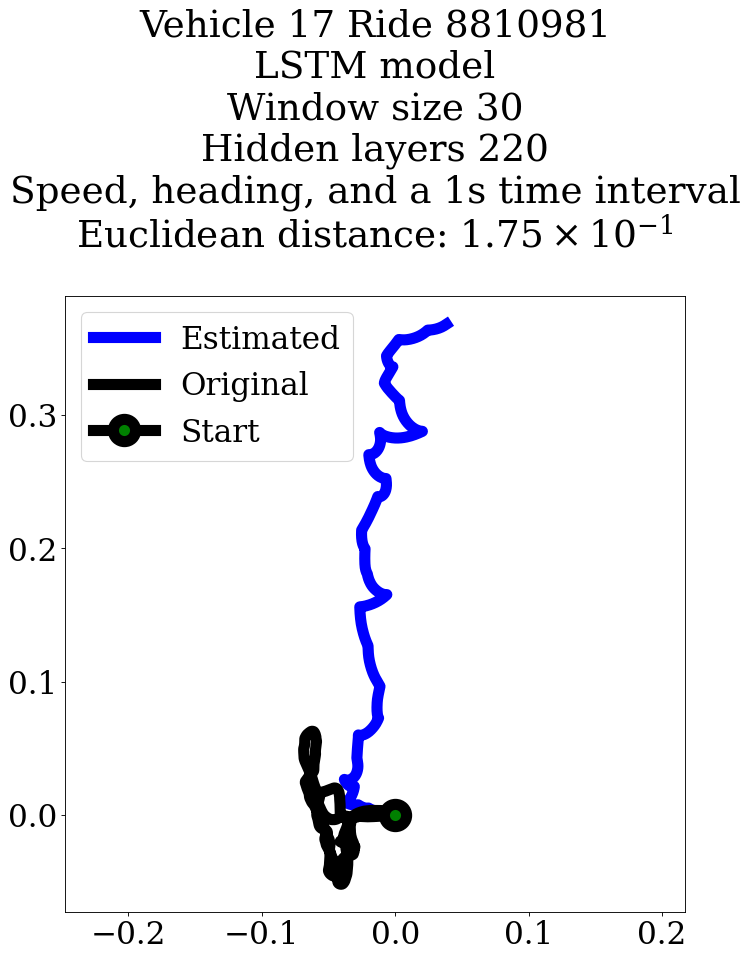 Vehicle 17 Ride 8810981
LSTM model
Window size 30
Hidden layers 220
Speed, heading, and a 1s time interval
Euclidean distance: 1.75 × 10⁻¹
Estimated
Original
Start
0.3
0.2
0.1
0.0
−0.2 −0.1 0.0 0.1 0.2